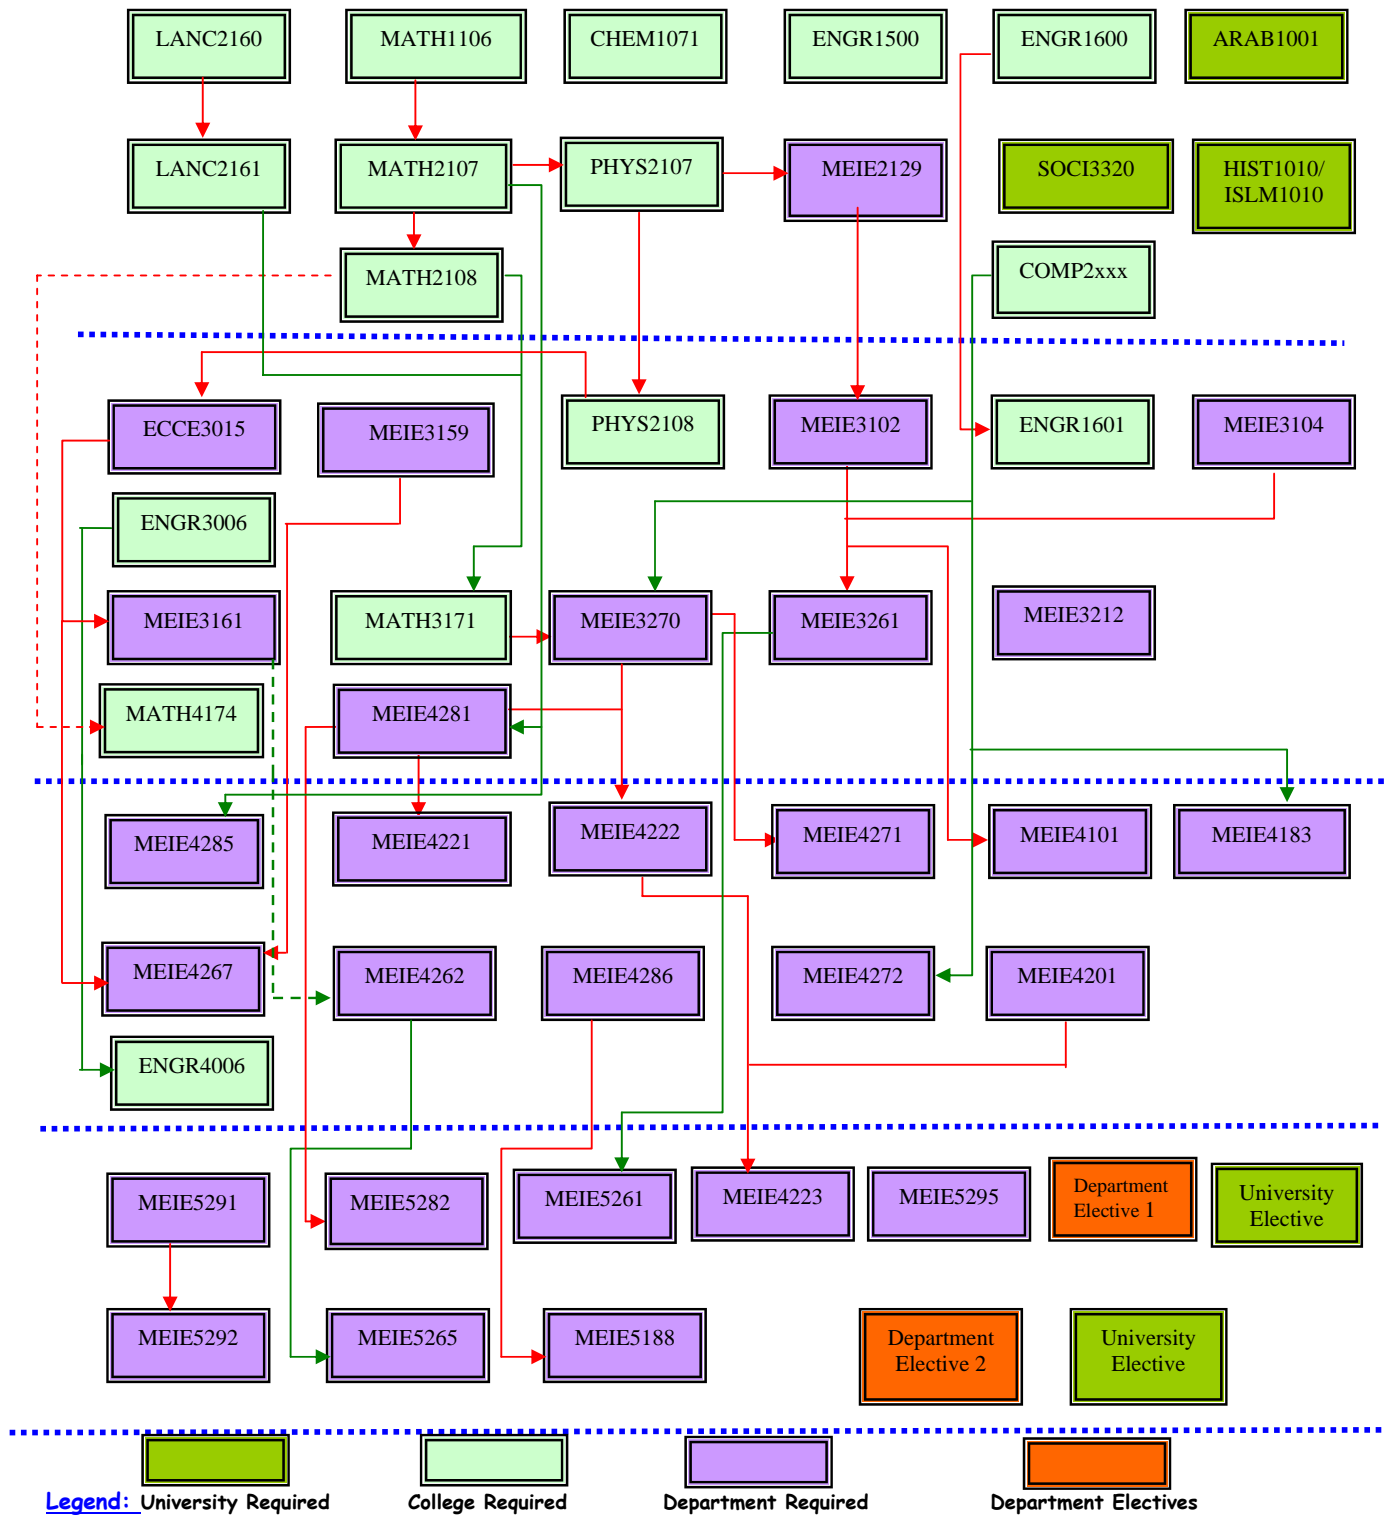 LANC2160
MATH1106
CHEM1071
ENGR1500
ENGR1600
ARAB1001
LANC2161
MATH2107
PHYS2107
MEIE2129
SOCI3320
HIST1010/
ISLM1010
MATH2108
COMP2xxx
ECCE3015
MEIE3159
PHYS2108
MEIE3102
ENGR1601
MEIE3104
ENGR3006
MEIE3161
MATH3171
MEIE3270
MEIE3261
MEIE3212
MATH4174
MEIE4281
MEIE4285
MEIE4221
MEIE4222
MEIE4271
MEIE4101
MEIE4183
MEIE4267
MEIE4262
MEIE4286
MEIE4272
MEIE4201
ENGR4006
MEIE5291
MEIE5282
MEIE5261
MEIE4223
MEIE5295
Department
Elective 1
University
Elective
MEIE5292
MEIE5265
MEIE5188
Department
Elective 2
University
Elective
Legend: University Required
College Required
Department Required
Department Electives